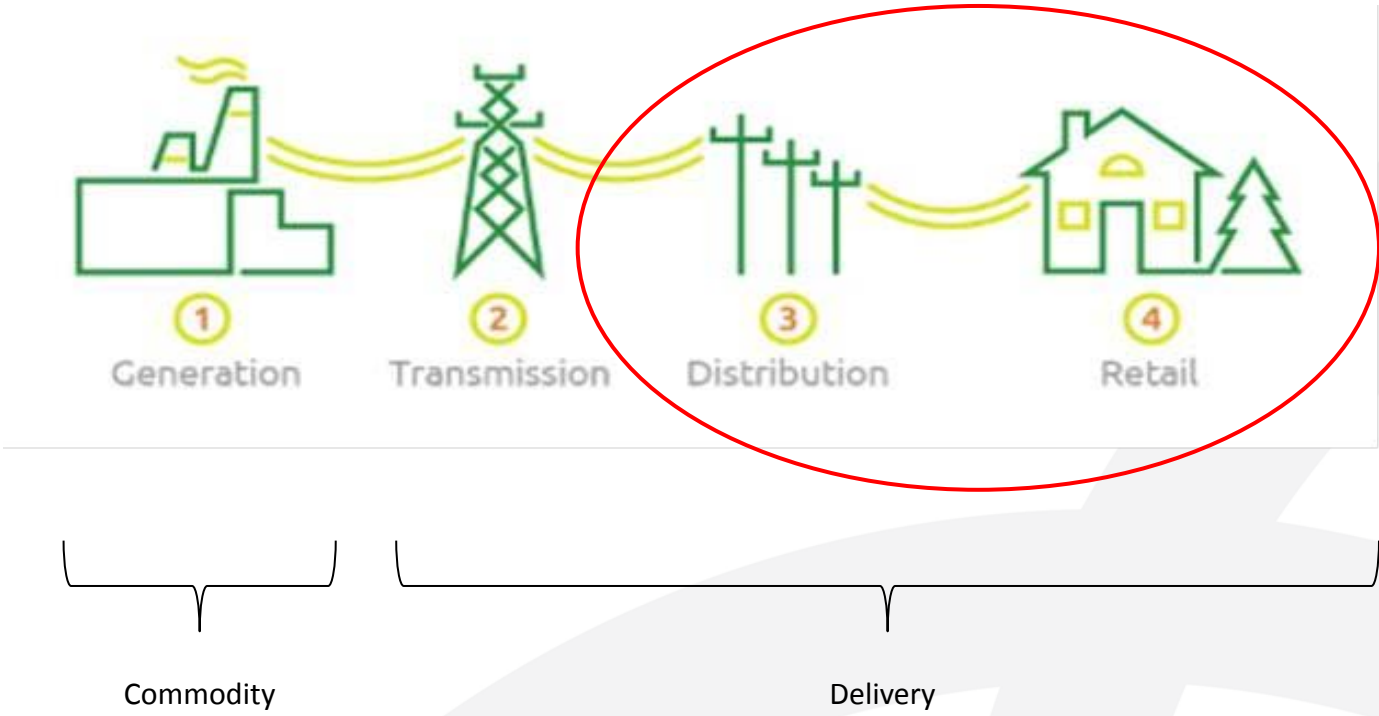 1
Generation
2
Transmission
3
Distribution
4
Retail
Commodity
Delivery